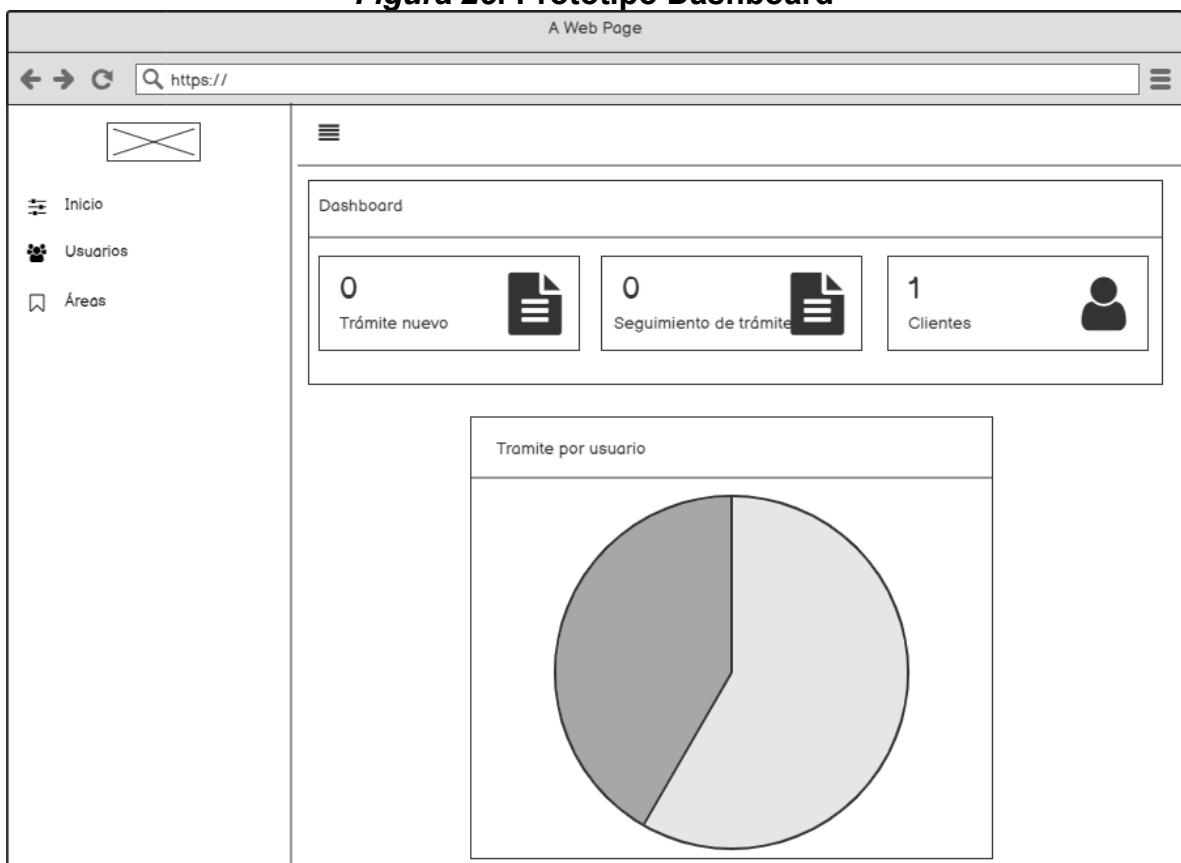 Figura 26. Prototipo Dashboard
A Web Page
https://
Inicio
Usuarios
Áreas
Dashboard
0
Trámite nuevo
0
Seguimiento de trámite
1
Clientes
Tramite por usuario